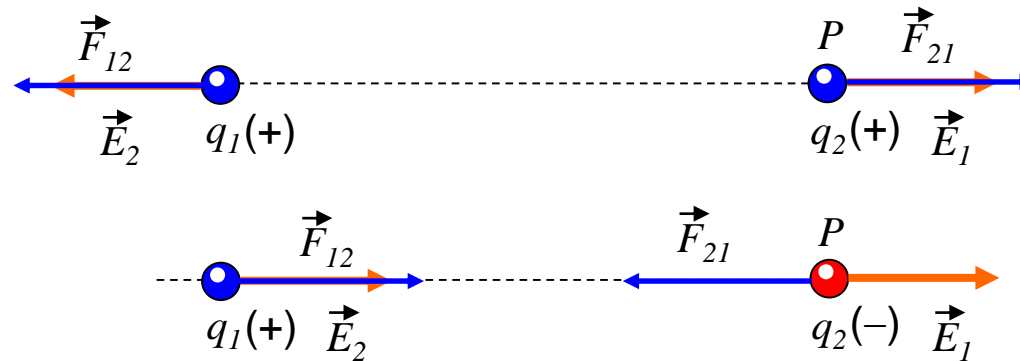 F₁₂ P F₂₁
E₂ q₁(+) q₂(+) E₁
F₁₂ F₂₁ P
q₁(+) E₂ q₂(−) E₁